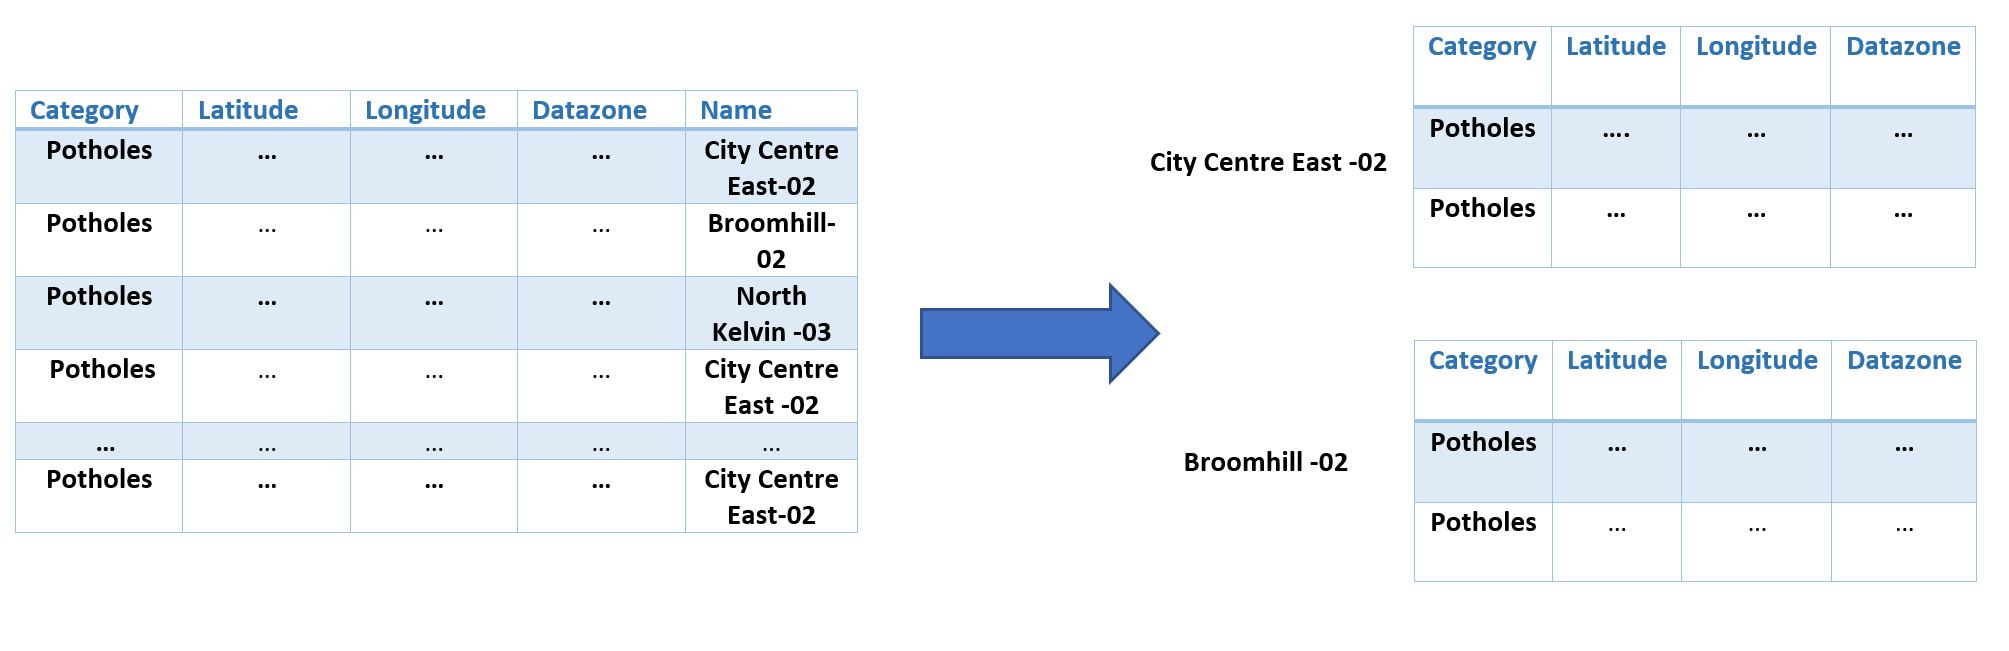 Category Latitude Longitude Datazone Name
Potholes ... ... ... City Centre
East-02
Potholes ... ... ... Broomhill-
02
Potholes ... ... ... North
Kelvin -03
Potholes ... ... ... City Centre
East -02
... ... ... ... ...
Potholes ... ... ... City Centre
East-02
City Centre East -02
Category Latitude Longitude Datazone
Potholes .... ... ...
Potholes ... ... ...
Broomhill -02
Category Latitude Longitude Datazone
Potholes ... ... ...
Potholes ... ... ...